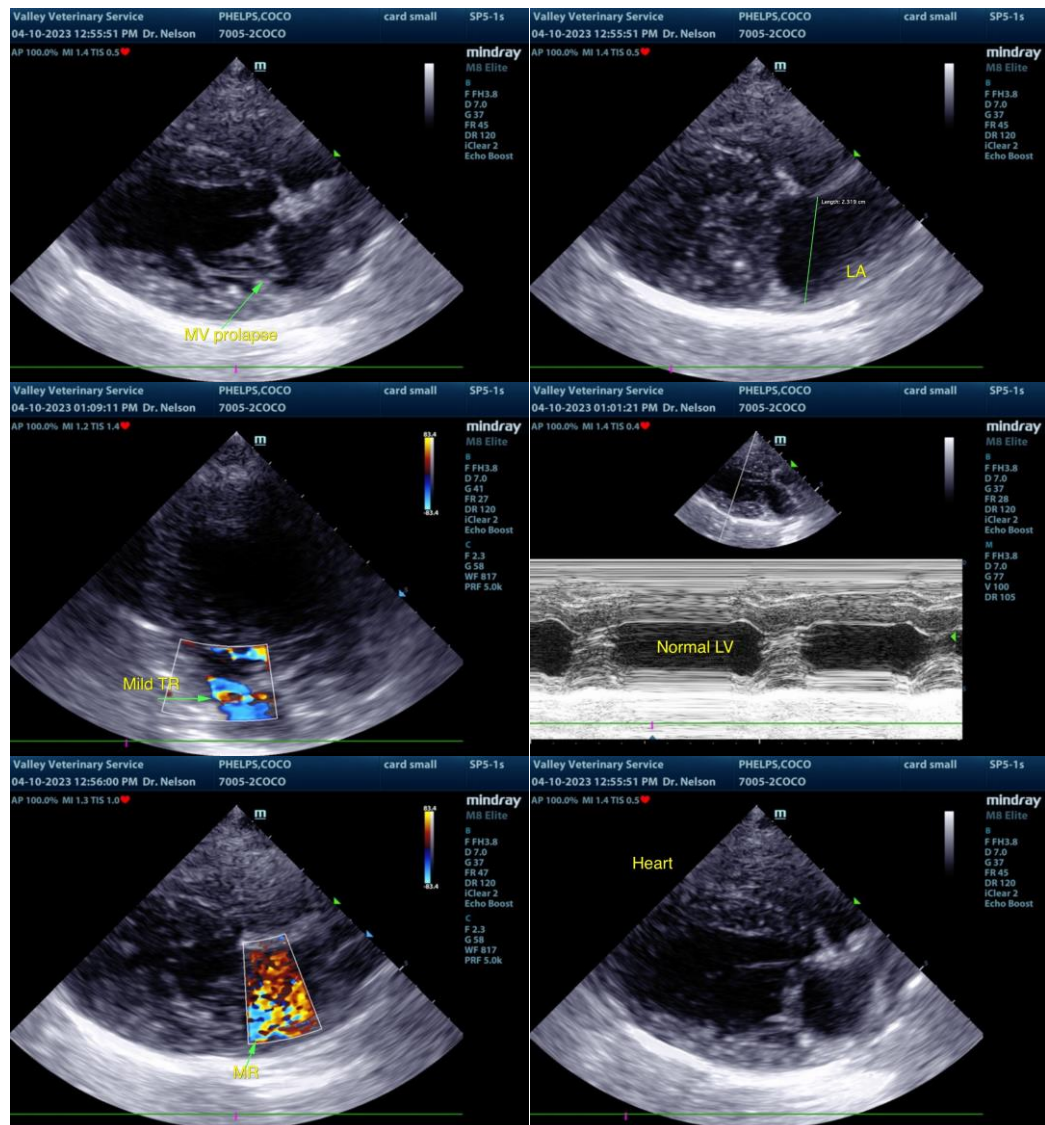 Valley Veterinary Service PHELPS,COCO card small SP5-1s
04-10-2023 12:55:51 PM Dr. Nelson 7005-2COCO
AP 100.0% MI 1.4 TIS 0.5
mindray
M8 Elite
m
B
F FH3.8
D 7.0
G 37
FR 45
DR 120
iClear 2
Echo Boost
5
MV prolapse
Valley Veterinary Service PHELPS,COCO card small SP5-1s
04-10-2023 12:55:51 PM Dr. Nelson 7005-2COCO
AP 100.0% MI 1.4 TIS 0.5
mindray
M8 Elite
m
B
F FH3.8
D 7.0
G 37
FR 45
DR 120
iClear 2
Echo Boost
Length: 2.318 cm
5
LA
Valley Veterinary Service PHELPS,COCO card small SP5-1s
04-10-2023 01:09:11 PM Dr. Nelson 7005-2COCO
AP 100.0% MI 1.2 TIS 1.4
83.4
-83.4
mindray
M8 Elite
m
B
F FH3.8
D 7.0
G 41
FR 27
DR 120
iClear 2
Echo Boost
C
F 2.3
G 58
WF 817
PRF 5.0k
Mild TR
Valley Veterinary Service PHELPS,COCO card small SP5-1s
04-10-2023 01:01:21 PM Dr. Nelson 7005-2COCO
AP 100.0% MI 1.4 TIS 0.4
mindray
M8 Elite
m
B
F FH3.8
D 7.0
G 37
FR 28
DR 120
iClear 2
Echo Boost
M
F FH3.8
D 7.0
G 77
V 100
DR 105
Normal LV
Valley Veterinary Service PHELPS,COCO card small SP5-1s
04-10-2023 12:56:00 PM Dr. Nelson 7005-2COCO
AP 100.0% MI 1.3 TIS 1.0
83.4
-83.4
mindray
M8 Elite
m
B
F FH3.8
D 7.0
G 37
FR 47
DR 120
iClear 2
Echo Boost
C
F 2.3
G 58
WF 817
PRF 5.0k
MR
Valley Veterinary Service PHELPS,COCO card small SP5-1s
04-10-2023 12:55:51 PM Dr. Nelson 7005-2COCO
AP 100.0% MI 1.4 TIS 0.5
mindray
M8 Elite
m
B
F FH3.8
D 7.0
G 37
FR 45
DR 120
iClear 2
Echo Boost
Heart